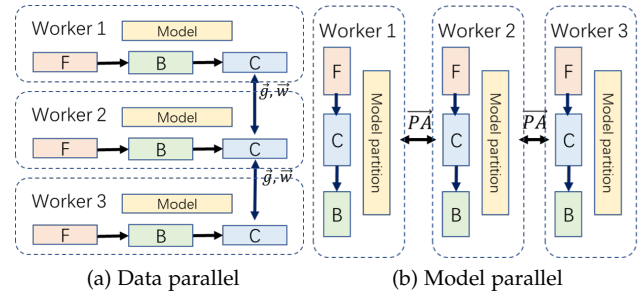 Worker 1
Model
F
B
C
g⃗, w⃗
Worker 2
Model
F
B
C
g⃗, w⃗
Worker 3
Model
F
B
C
(a) Data parallel
Worker 1
F
C
B
Model partition
PA⃗
Worker 2
F
C
B
Model partition
PA⃗
Worker 3
F
C
B
Model partition
(b) Model parallel